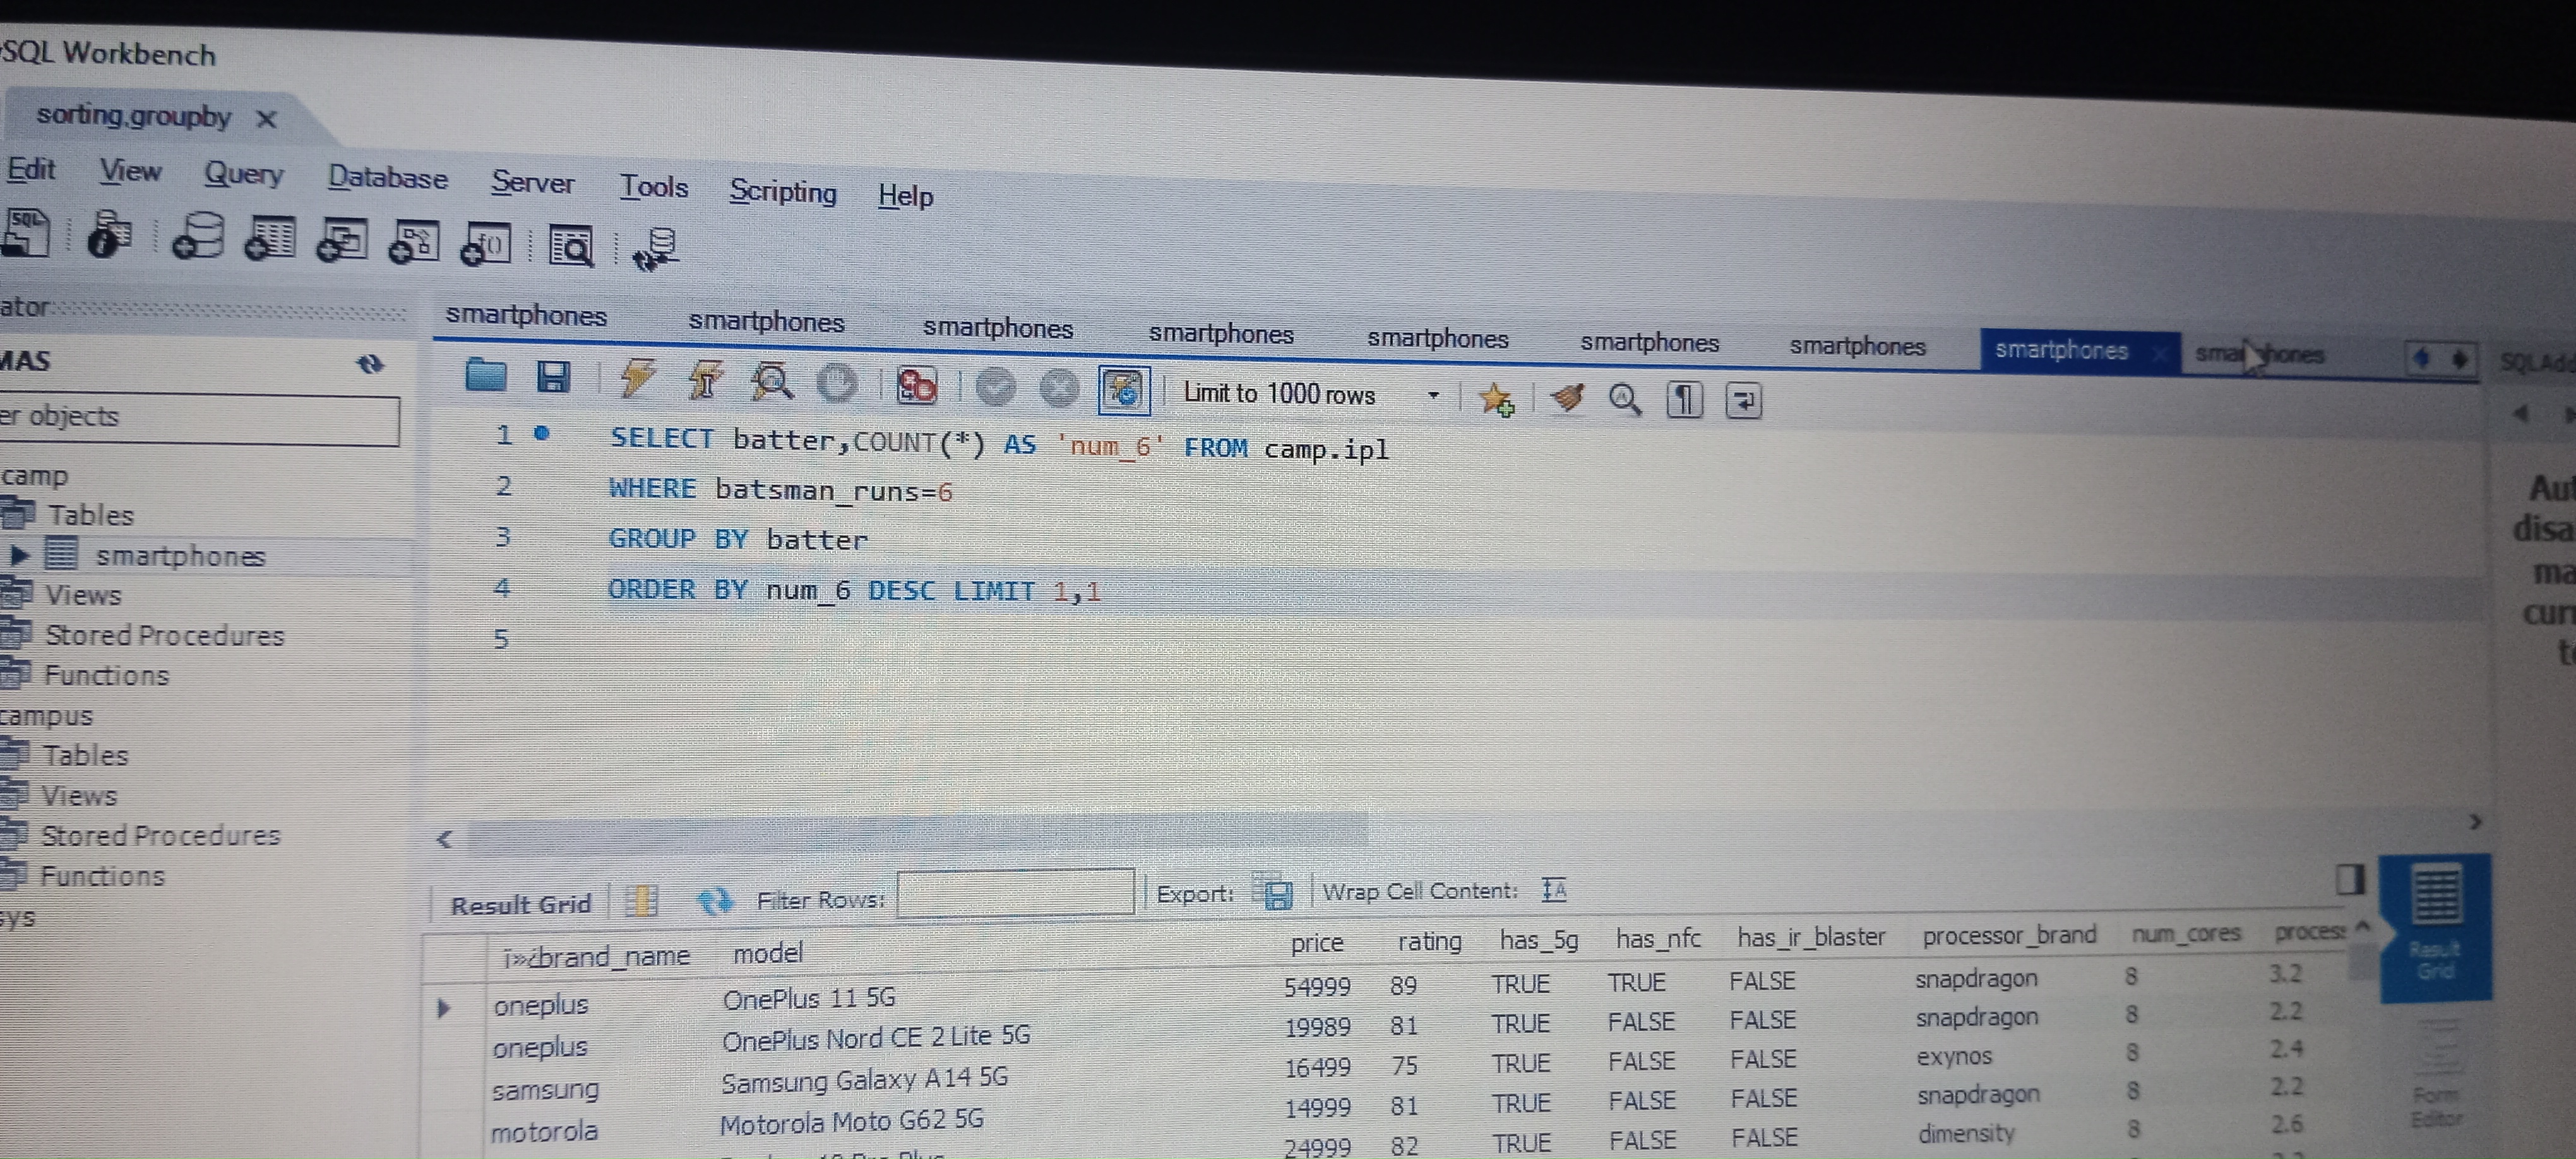 SQL Workbench
sorting.groupby
Edit View Query Database Server Tools Scripting Help
SQL
f()
ator
smartphones smartphones smartphones smartphones smartphones smartphones smartphones smartphones smartphones SQLAdd
MAS
Limit to 1000 rows
er objects
1 SELECT batter,COUNT(*) AS 'num_6' FROM camp.ipl
2 WHERE batsman_runs=6
3 GROUP BY batter
4 ORDER BY num_6 DESC LIMIT 1,1
5
camp
Tables
smartphones
Views
Stored Procedures
Functions
campus
Tables
Views
Stored Procedures
Functions
sys
Aut
disa
ma
curr
to
Result Grid Filter Rows: Export: Wrap Cell Content:
ï»¿brand_name model price rating has_5g has_nfc has_ir_blaster processor_brand num_cores process
oneplus OnePlus 11 5G 54999 89 TRUE TRUE FALSE snapdragon 8 3.2
oneplus OnePlus Nord CE 2 Lite 5G 19989 81 TRUE FALSE FALSE snapdragon 8 2.2
samsung Samsung Galaxy A14 5G 16499 75 TRUE FALSE FALSE exynos 8 2.4
motorola Motorola Moto G62 5G 14999 81 TRUE FALSE FALSE snapdragon 8 2.2
24999 82 TRUE FALSE FALSE dimensity 8 2.6
Result
Grid
Form
Editor